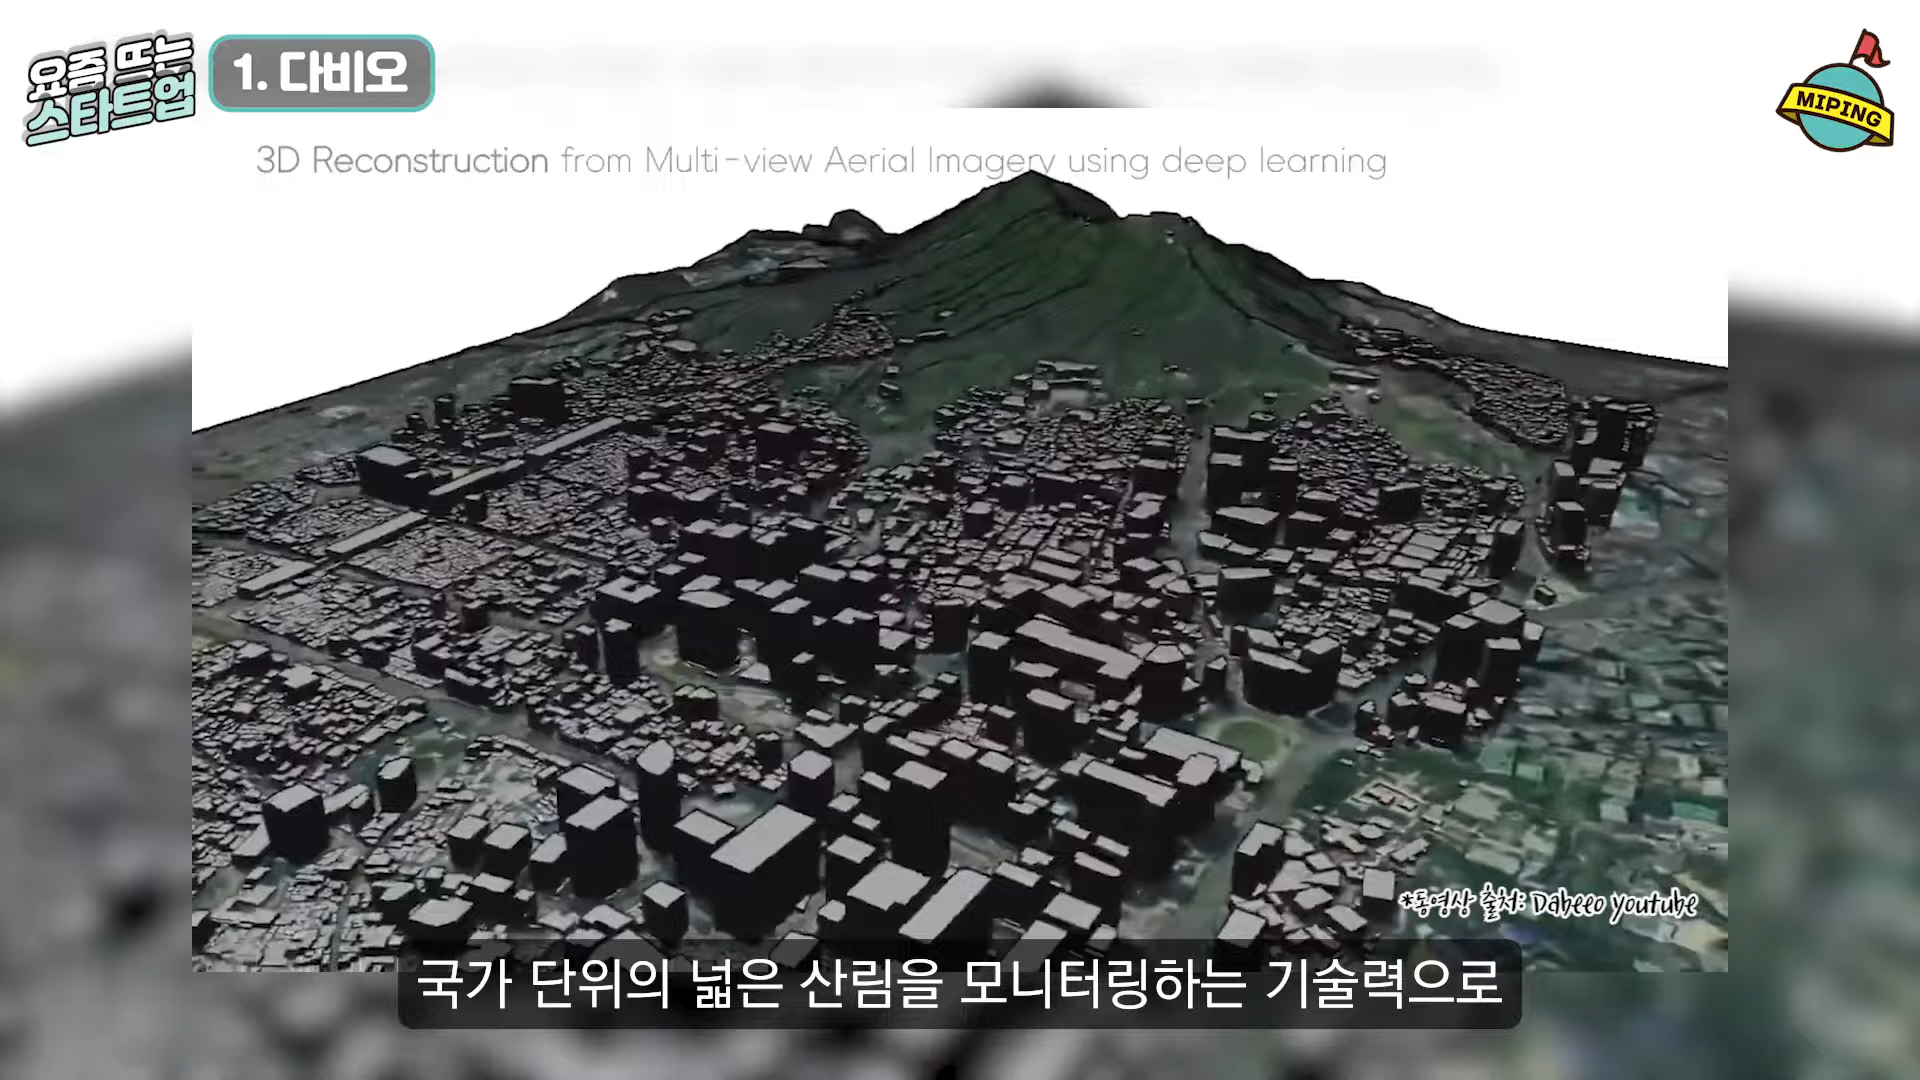 요즘 뜨는
스타트업
1. 다비오
MIPING
3D Reconstruction from Multi-view Aerial Imagery using deep learning
*동영상 출처: Dabeeo youtube
국가 단위의 넓은 산림을 모니터링하는 기술력으로